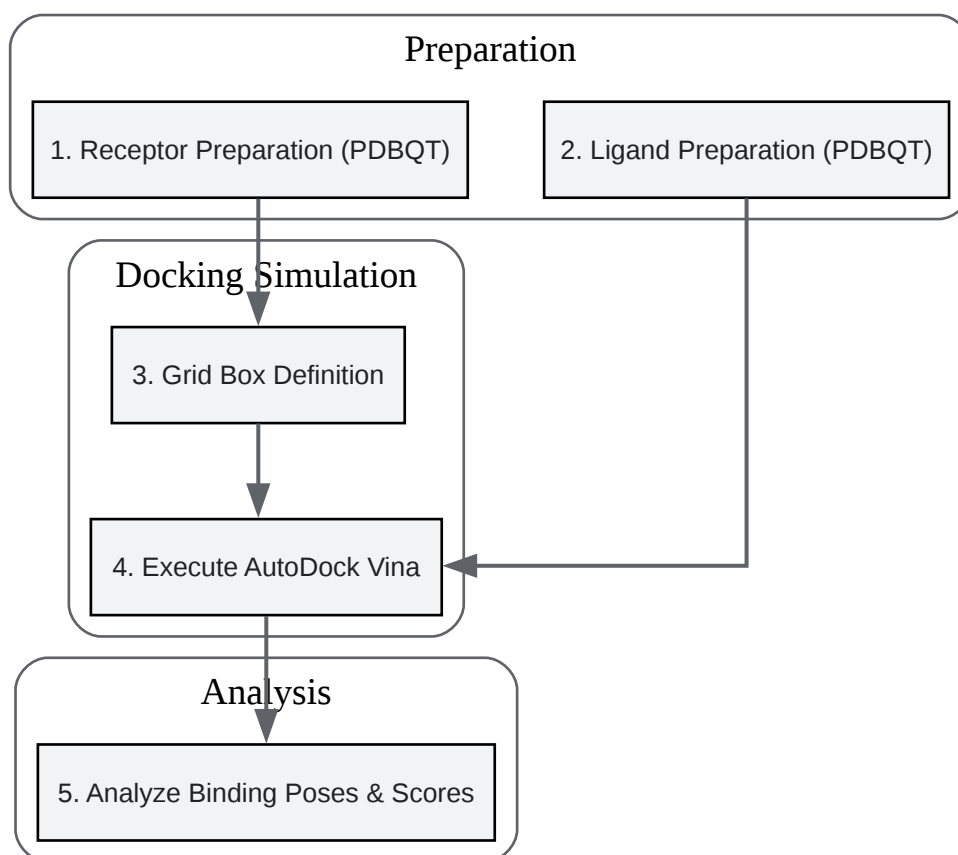 Preparation
1. Receptor Preparation (PDBQT)
2. Ligand Preparation (PDBQT)
Docking Simulation
3. Grid Box Definition
4. Execute AutoDock Vina
Analysis
5. Analyze Binding Poses & Scores